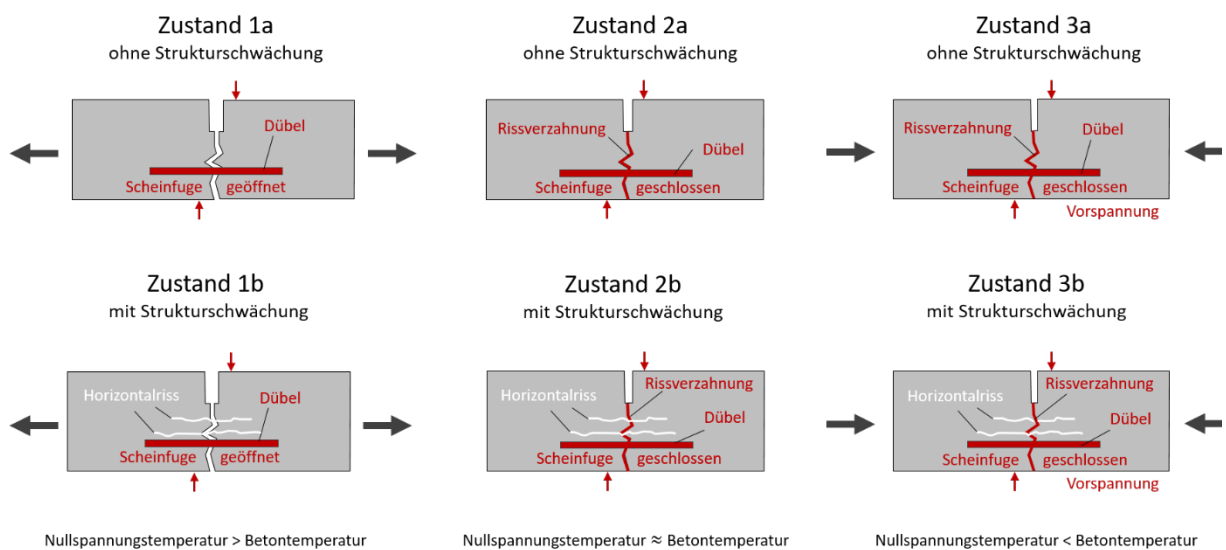 Zustand 1a
ohne Strukturschwächung
Dübel
Scheinfuge geöffnet
Zustand 2a
ohne Strukturschwächung
Rissverzahnung
Dübel
Scheinfuge geschlossen
Zustand 3a
ohne Strukturschwächung
Rissverzahnung
Dübel
Scheinfuge geschlossen
Vorspannung
Zustand 1b
mit Strukturschwächung
Horizontalriss
Dübel
Scheinfuge geöffnet
Zustand 2b
mit Strukturschwächung
Horizontalriss
Rissverzahnung
Dübel
Scheinfuge geschlossen
Zustand 3b
mit Strukturschwächung
Horizontalriss
Rissverzahnung
Dübel
Scheinfuge geschlossen
Vorspannung
Nullspannungstemperatur > Betontemperatur
Nullspannungstemperatur ≈ Betontemperatur
Nullspannungstemperatur < Betontemperatur